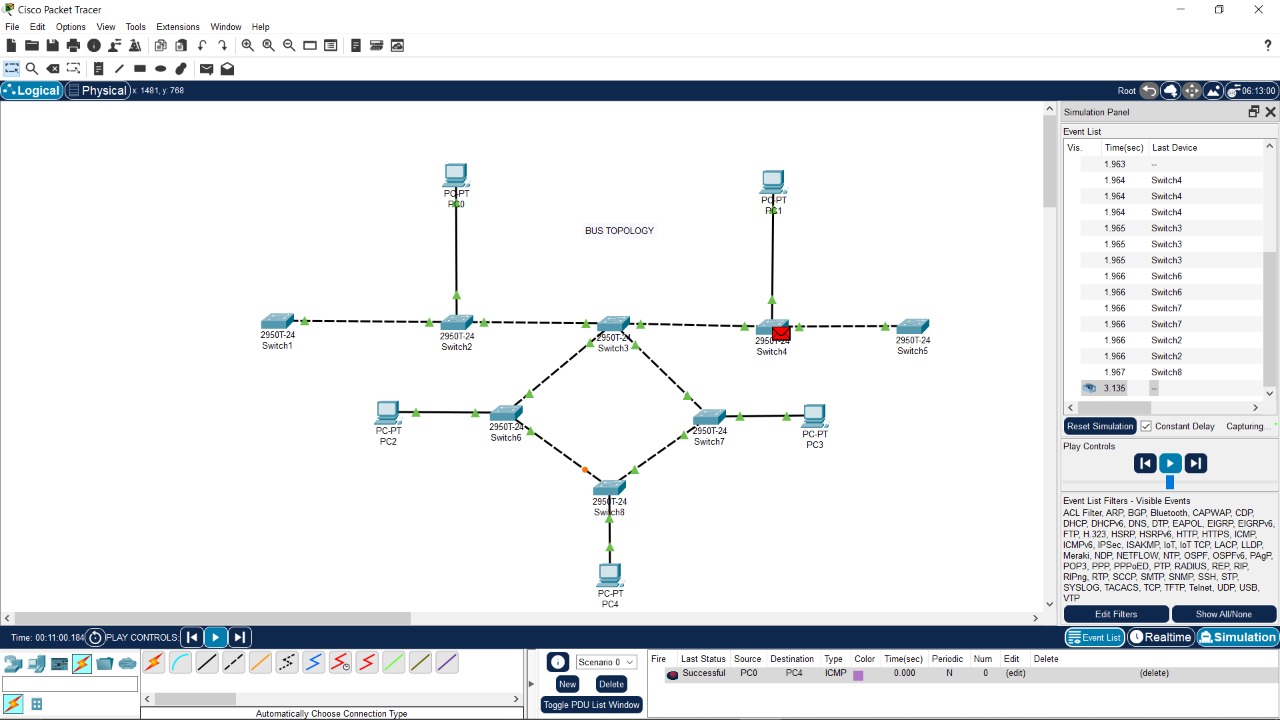 Cisco Packet Tracer
File Edit Options View Tools Extensions Window Help
Logical Physical x: 1481, y: 768 Root 06:13:00
PC-PT
PC0
PC-PT
PC1
BUS TOPOLOGY
2950T-24
Switch1
2950T-24
Switch2
2950T-24
Switch3
2950T-24
Switch4
2950T-24
Switch5
PC-PT
PC2
2950T-24
Switch6
2950T-24
Switch7
PC-PT
PC3
2950T-24
Switch8
PC-PT
PC4
Simulation Panel
Event List
Vis. Time(sec) Last Device
1.963 --
1.964 Switch4
1.964 Switch4
1.964 Switch4
1.965 Switch3
1.965 Switch3
1.965 Switch3
1.966 Switch6
1.966 Switch6
1.966 Switch7
1.966 Switch7
1.966 Switch2
1.966 Switch2
1.967 Switch8
3.135 --
Reset Simulation Constant Delay Capturing...
Play Controls
Event List Filters - Visible Events
ACL Filter, ARP, BGP, Bluetooth, CAPWAP, CDP,
DHCP, DHCPv6, DNS, DTP, EAPOL, EIGRP, EIGRPv6,
FTP, H.323, HSRP, HSRPv6, HTTP, HTTPS, ICMP,
ICMPv6, IPSec, ISAKMP, IoT, IoT TCP, LACP, LLDP,
Meraki, NDP, NETFLOW, NTP, OSPF, OSPFv6, PAgP,
POP3, PPP, PPPoED, PTP, RADIUS, REP, RIP,
RIPng, RTP, SCCP, SMTP, SNMP, SSH, STP,
SYSLOG, TACACS, TCP, TFTP, Telnet, UDP, USB,
VTP
Edit Filters Show All/None
Time: 00:11:00.184 PLAY CONTROLS: Event List Realtime Simulation
Automatically Choose Connection Type
Scenario 0
New Delete
Toggle PDU List Window
Fire Last Status Source Destination Type Color Time(sec) Periodic Num Edit Delete
Successful PC0 PC4 ICMP 0.000 N 0 (edit) (delete)